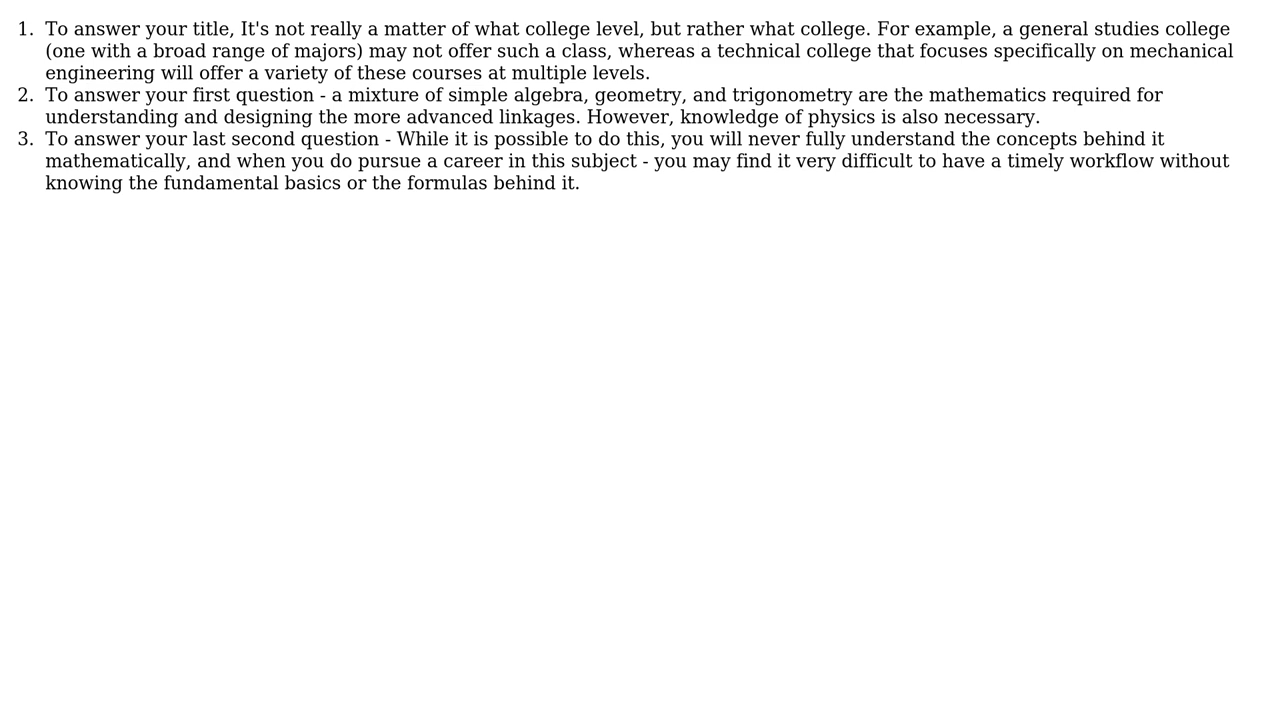 1. To answer your title, It's not really a matter of what college level, but rather what college. For example, a general studies college
(one with a broad range of majors) may not offer such a class, whereas a technical college that focuses specifically on mechanical
engineering will offer a variety of these courses at multiple levels.
2. To answer your first question - a mixture of simple algebra, geometry, and trigonometry are the mathematics required for
understanding and designing the more advanced linkages. However, knowledge of physics is also necessary.
3. To answer your last second question - While it is possible to do this, you will never fully understand the concepts behind it
mathematically, and when you do pursue a career in this subject - you may find it very difficult to have a timely workflow without
knowing the fundamental basics or the formulas behind it.